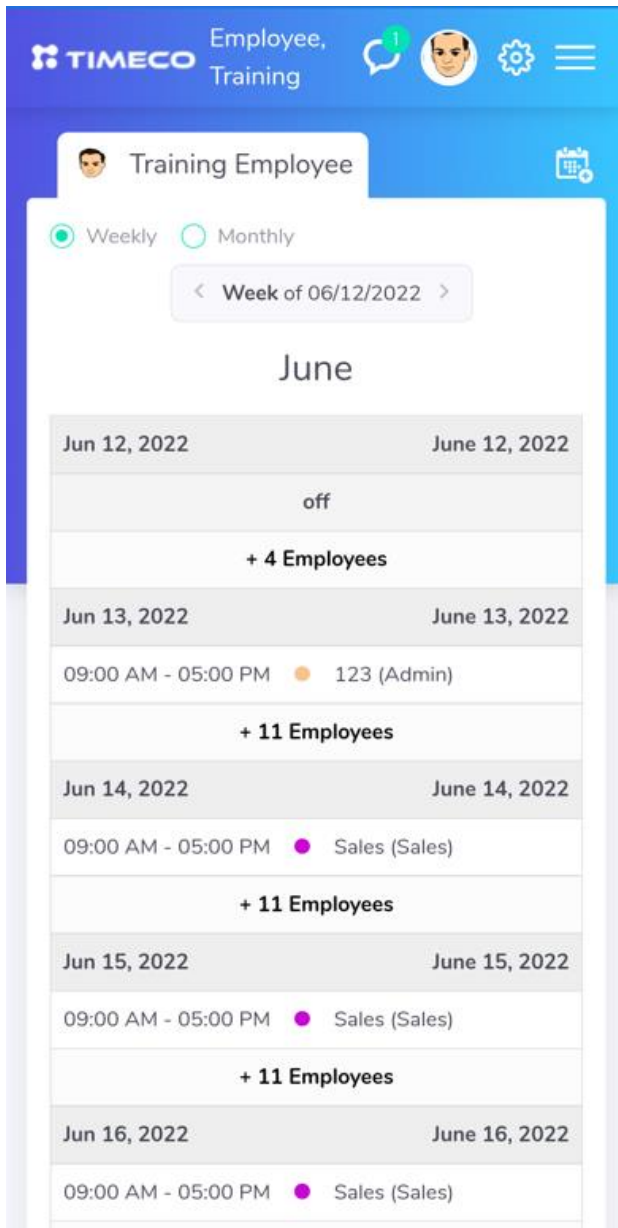 TIMECO
Employee,
Training
1
Training Employee
Weekly Monthly
< Week of 06/12/2022 >
June
Jun 12, 2022 June 12, 2022
off
+ 4 Employees
Jun 13, 2022 June 13, 2022
09:00 AM - 05:00 PM 123 (Admin)
+ 11 Employees
Jun 14, 2022 June 14, 2022
09:00 AM - 05:00 PM Sales (Sales)
+ 11 Employees
Jun 15, 2022 June 15, 2022
09:00 AM - 05:00 PM Sales (Sales)
+ 11 Employees
Jun 16, 2022 June 16, 2022
09:00 AM - 05:00 PM Sales (Sales)